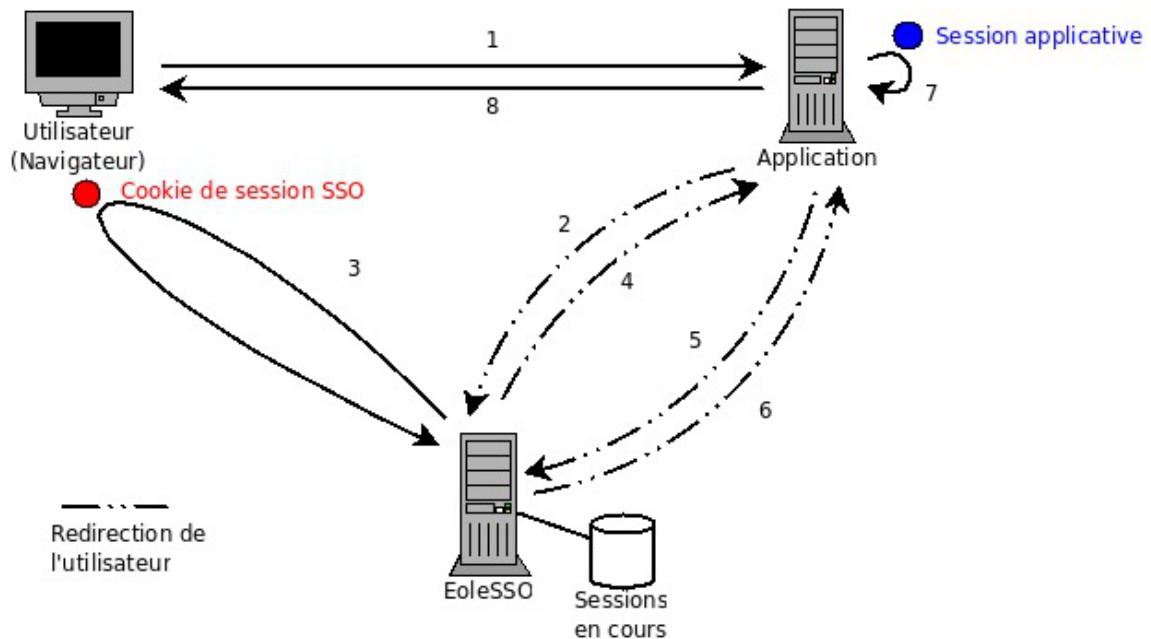 1
Session applicative
7
8
Utilisateur
(Navigateur)
Application
Cookie de session SSO
2
3
4
5
6
Redirection de
l'utilisateur
EoleSSO
Sessions
en cours